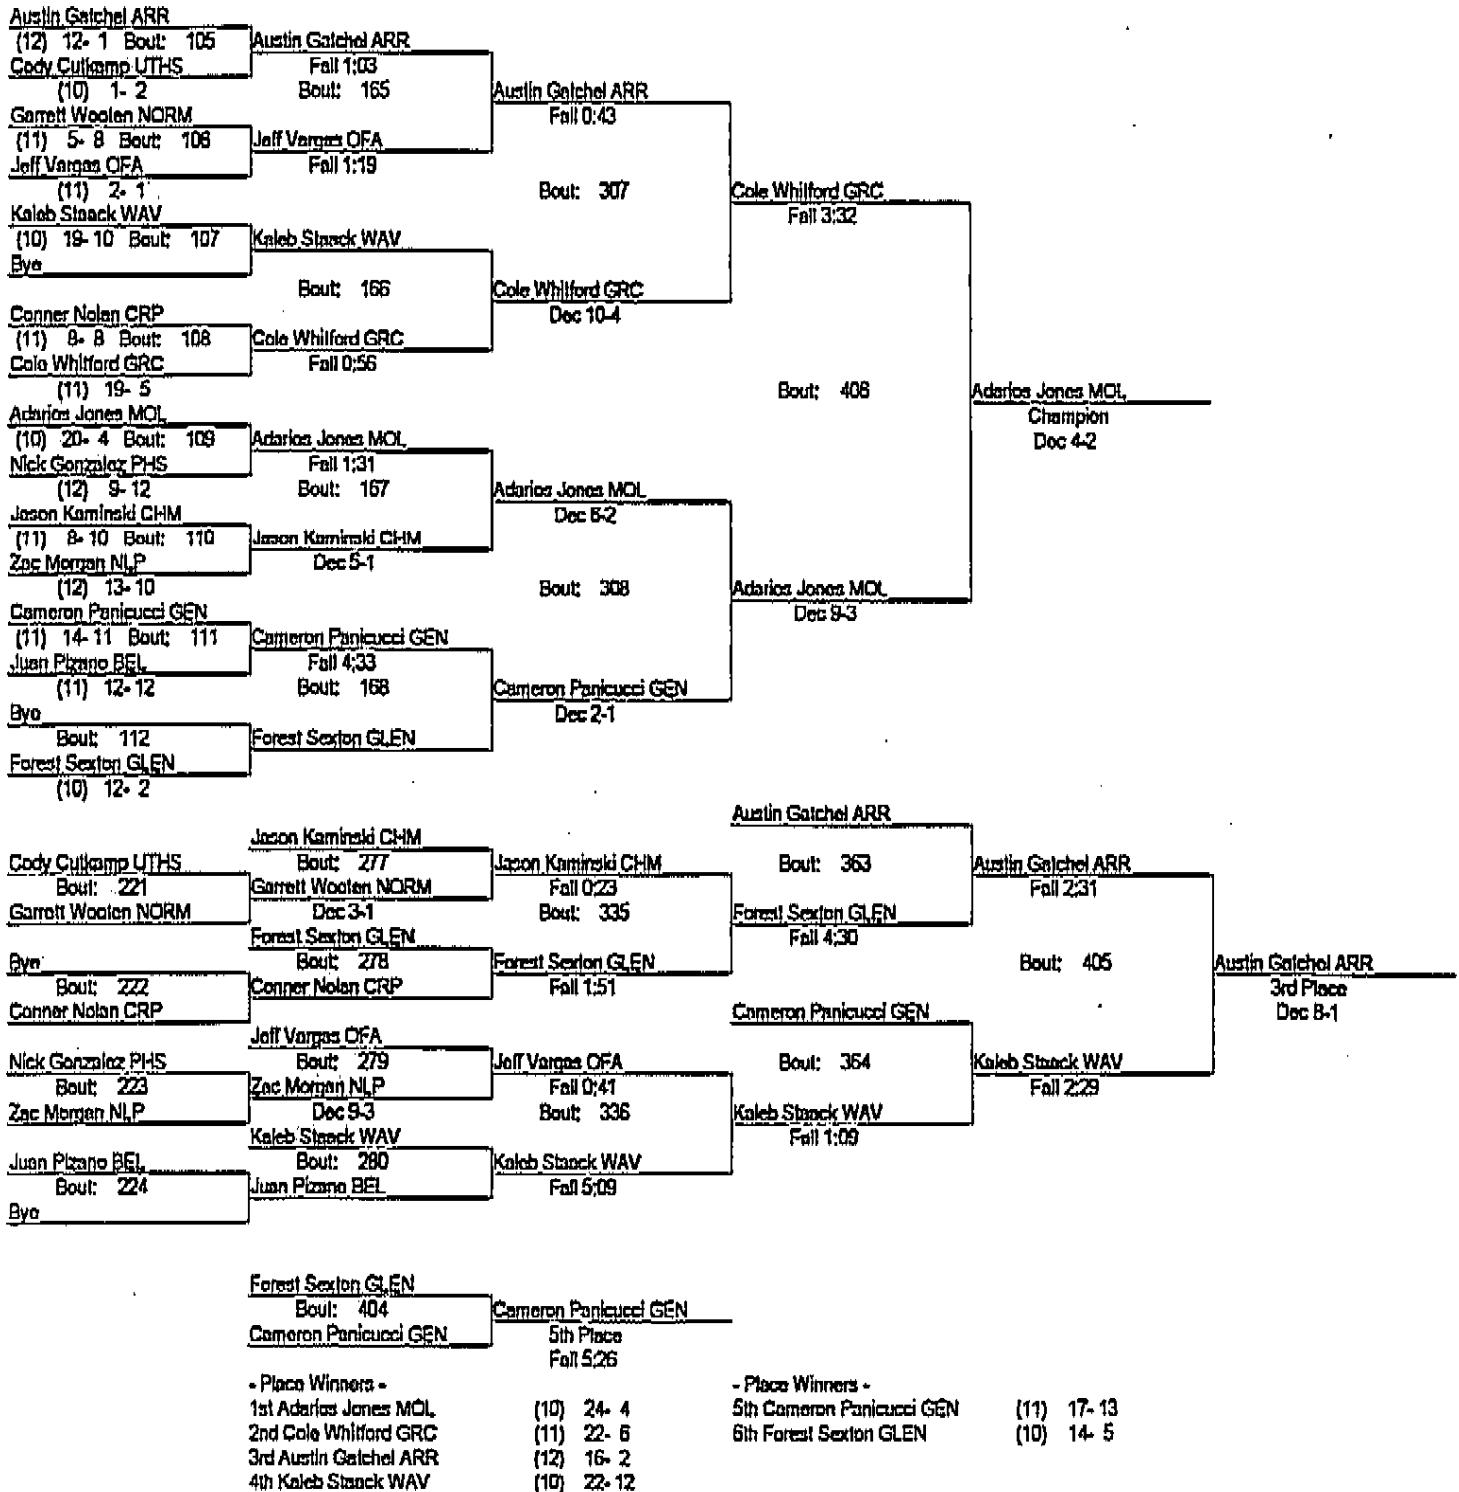 Austin Gatchel ARR
(12) 12- 1 Bout: 105
Cody Cutkamp UTHS
(10) 1- 2
Garrett Woolen NORM
(11) 5- 8 Bout: 106
Jeff Vargas OFA
(11) 2- 1
Kaleb Staack WAV
(10) 19- 10 Bout: 107
Bye
Conner Nolan CRP
(11) 8- 8 Bout: 108
Cole Whitford GRC
(11) 19- 5
Adarios Jones MOL
(10) 20- 4 Bout: 109
Nick Gonzalez PHS
(12) 9- 12
Jason Kaminski CHM
(11) 8- 10 Bout: 110
Zac Morgan NLP
(12) 13- 10
Cameron Panicucci GEN
(11) 14- 11 Bout: 111
Juan Pizano BEL
(11) 12- 12
Bye
Bout: 112
Forest Sexton GLEN
(10) 12- 2
Austin Gatchel ARR
Fall 1:03
Bout: 165
Jeff Vargas OFA
Fall 1:19
Kaleb Staack WAV
Bout: 166
Cole Whitford GRC
Fall 0:56
Adarios Jones MOL
Fall 1:31
Bout: 167
Jason Kaminski CHM
Dec 5-1
Cameron Panicucci GEN
Fall 4:33
Bout: 168
Forest Sexton GLEN
Austin Gatchel ARR
Fall 0:43
Bout: 307
Cole Whitford GRC
Dec 10-4
Adarios Jones MOL
Dec 6-2
Bout: 308
Cameron Panicucci GEN
Dec 2-1
Cole Whitford GRC
Fall 3:32
Bout: 406
Adarios Jones MOL
Dec 9-3
Adarios Jones MOL
Champion
Dec 4-2
Cody Cutkamp UTHS
Bout: 221
Garrett Woolen NORM
Bye
Bout: 222
Conner Nolan CRP
Nick Gonzalez PHS
Bout: 223
Zac Morgan NLP
Juan Pizano BEL
Bout: 224
Bye
Jason Kaminski CHM
Bout: 277
Garrett Woolen NORM
Dec 3-1
Forest Sexton GLEN
Bout: 278
Conner Nolan CRP
Jeff Vargas OFA
Bout: 279
Zac Morgan NLP
Dec 9-3
Kaleb Staack WAV
Bout: 280
Juan Pizano BEL
Jason Kaminski CHM
Fall 0:23
Bout: 335
Forest Sexton GLEN
Fall 1:51
Jeff Vargas OFA
Fall 0:41
Bout: 336
Kaleb Staack WAV
Fall 5:09
Austin Gatchel ARR
Bout: 363
Forest Sexton GLEN
Fall 4:30
Cameron Panicucci GEN
Bout: 364
Kaleb Staack WAV
Fall 1:09
Austin Gatchel ARR
Fall 2:31
Bout: 405
Kaleb Staack WAV
Fall 2:29
Austin Gatchel ARR
3rd Place
Dec 8-1
Forest Sexton GLEN
Bout: 404
Cameron Panicucci GEN
Cameron Panicucci GEN
5th Place
Fall 5:26
- Place Winners -
1st Adarios Jones MOL (10) 24- 4
2nd Cole Whitford GRC (11) 22- 6
3rd Austin Gatchel ARR (12) 16- 2
4th Kaleb Staack WAV (10) 22- 12
- Place Winners -
5th Cameron Panicucci GEN (11) 17- 13
6th Forest Sexton GLEN (10) 14- 5